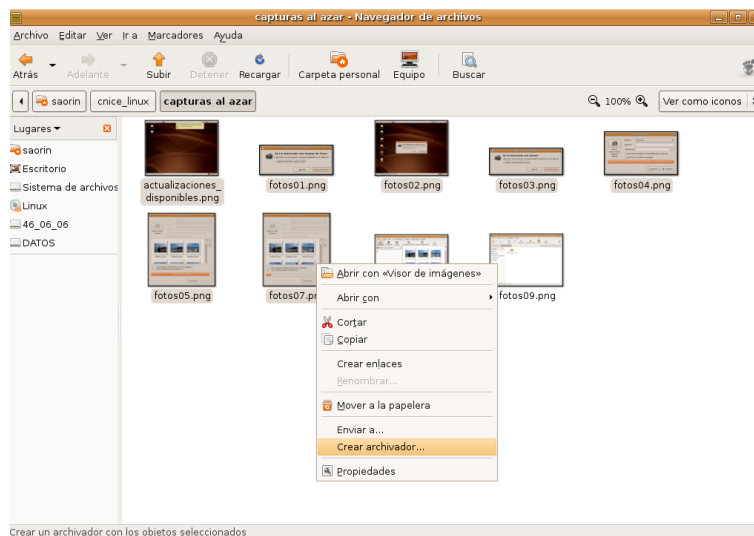 capturas al azar - Navegador de archivos
Archivo Editar Ver Ir a Marcadores Ayuda
Atrás Adelante Subir Detener Recargar Carpeta personal Equipo Buscar
saorin cnice_linux capturas al azar 100% Ver como iconos
Lugares
saorin
Escritorio
Sistema de archivos
Linux
46_06_06
DATOS
actualizaciones_
disponibles.png
fotos01.png
fotos02.png
fotos03.png
fotos04.png
fotos05.png
fotos07.pn
fotos09.png
Abrir con «Visor de imágenes»
Abrir con
Cortar
Copiar
Crear enlaces
Renombrar...
Mover a la papelera
Enviar a...
Crear archivador...
Propiedades
Crear un archivador con los objetos seleccionados